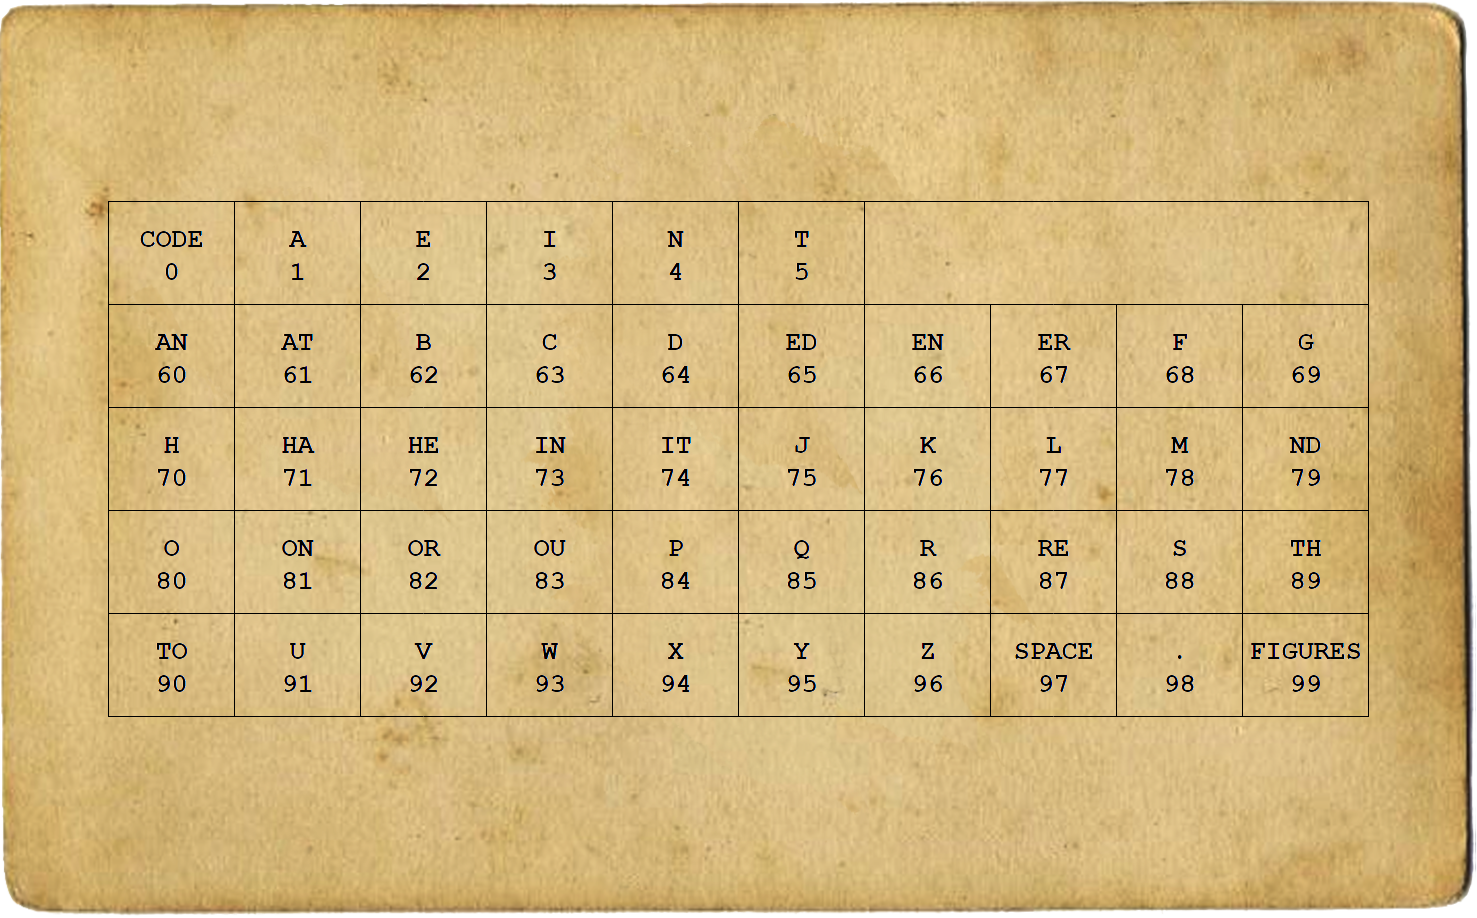 CODE A E I N T
0 1 2 3 4 5
AN AT B C D ED EN ER F G
60 61 62 63 64 65 66 67 68 69
H HA HE IN IT J K L M ND
70 71 72 73 74 75 76 77 78 79
O ON OR OU P Q R RE S TH
80 81 82 83 84 85 86 87 88 89
TO U V W X Y Z SPACE . FIGURES
90 91 92 93 94 95 96 97 98 99